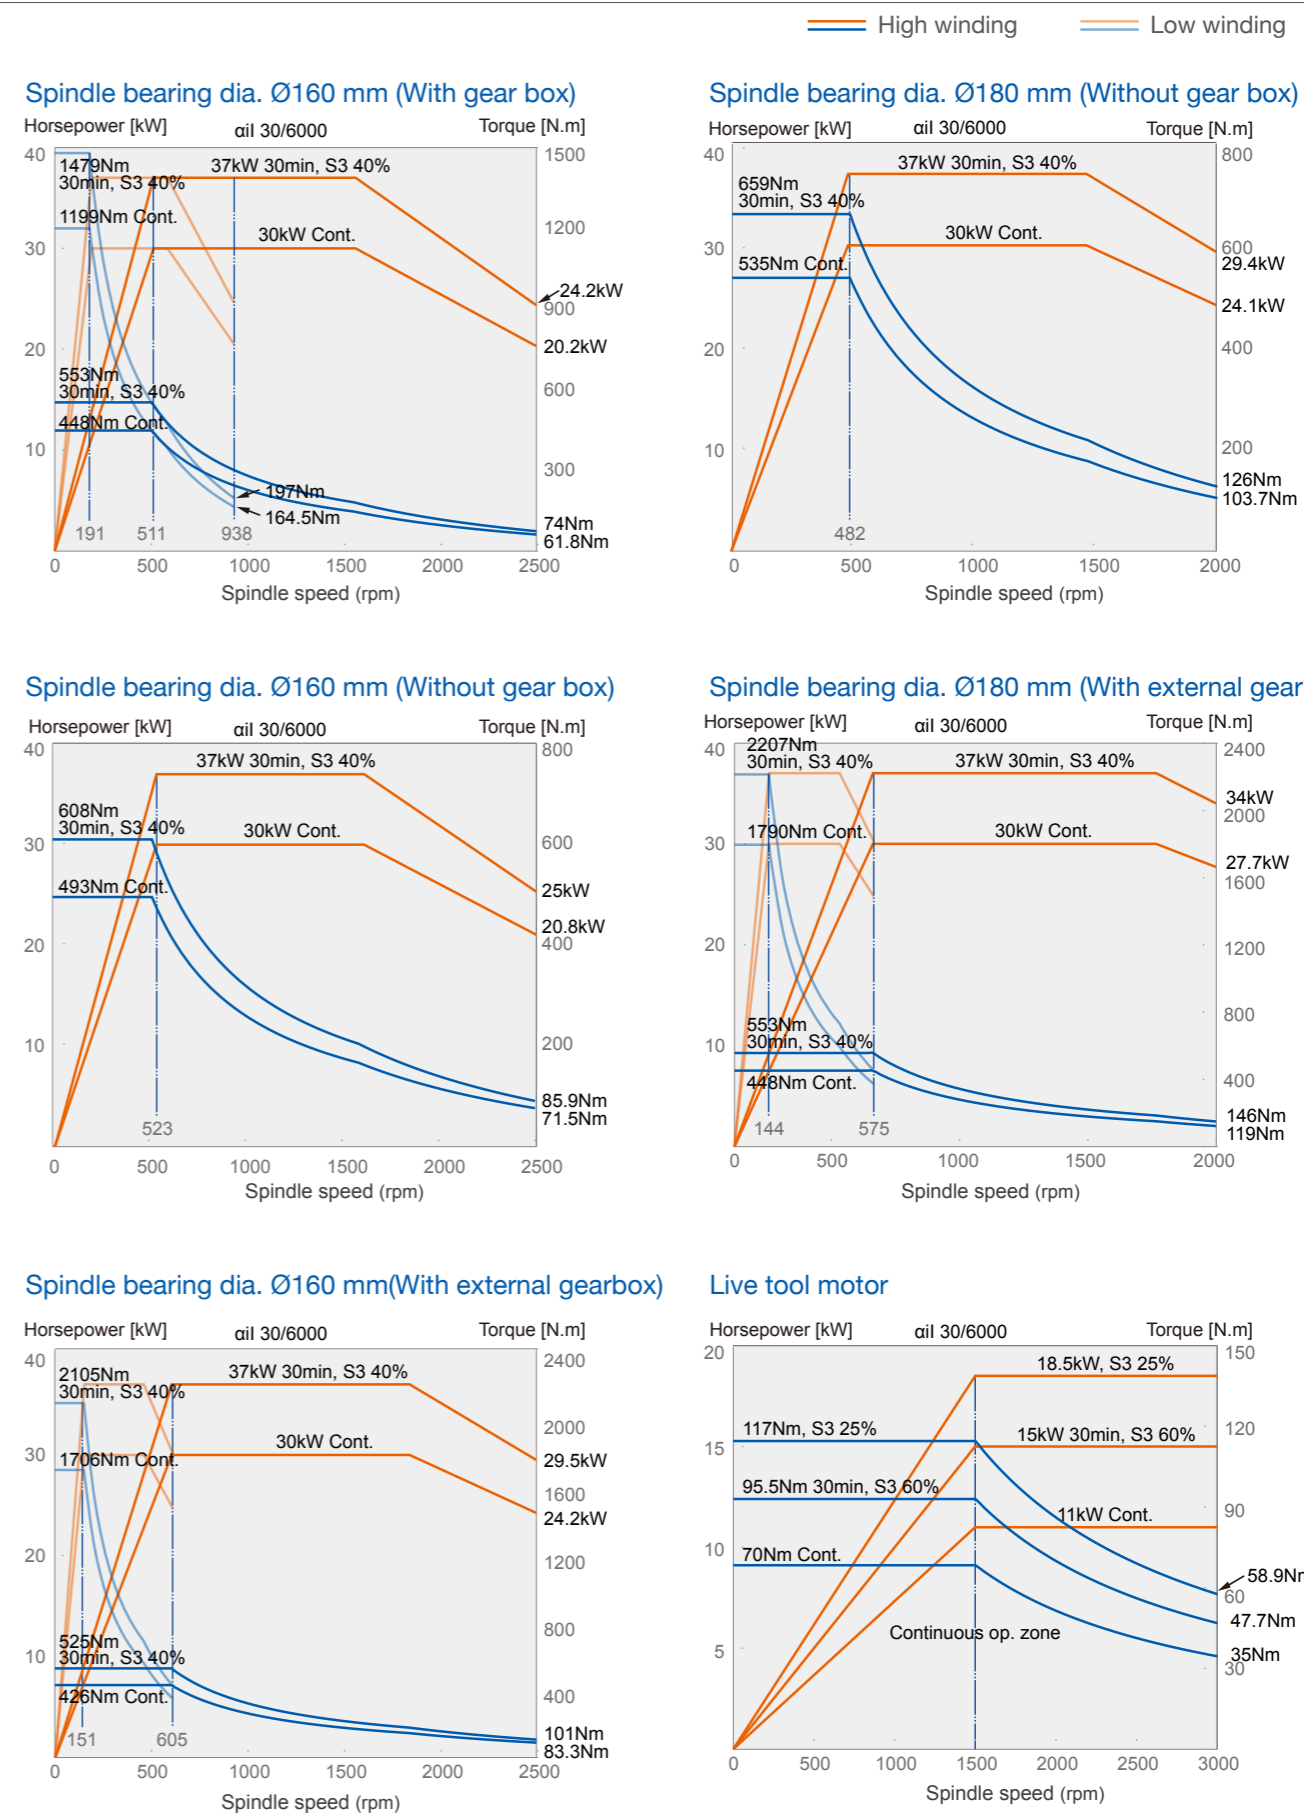 High winding
Low winding
Spindle bearing dia. Ø160 mm (With gear box)
Horsepower [kW]
αiI 30/6000
Torque [N.m]
40
1500
1479Nm
30min, S3 40%
37kW 30min, S3 40%
1199Nm Cont.
1200
30
30kW Cont.
24.2kW
900
20
20.2kW
553Nm
30min, S3 40%
600
448Nm Cont.
10
300
197Nm
164.5Nm
191
511
938
74Nm
61.8Nm
0
500
1000
1500
2000
2500
Spindle speed (rpm)
Spindle bearing dia. Ø180 mm (Without gear box)
Horsepower [kW]
αiI 30/6000
Torque [N.m]
40
800
37kW 30min, S3 40%
659Nm
30min, S3 40%
30kW Cont.
30
600
29.4kW
535Nm Cont.
24.1kW
20
400
10
200
126Nm
103.7Nm
482
0
500
1000
1500
2000
Spindle speed (rpm)
Spindle bearing dia. Ø160 mm (Without gear box)
Horsepower [kW]
αiI 30/6000
Torque [N.m]
40
800
37kW 30min, S3 40%
608Nm
30min, S3 40%
30kW Cont.
30
600
493Nm Cont.
25kW
20.8kW
20
400
10
200
85.9Nm
71.5Nm
523
0
500
1000
1500
2000
2500
Spindle speed (rpm)
Spindle bearing dia. Ø180 mm (With external gear
Horsepower [kW]
αiI 30/6000
Torque [N.m]
40
2400
2207Nm
30min, S3 40%
37kW 30min, S3 40%
34kW
2000
1790Nm Cont.
30kW Cont.
30
27.7kW
1600
20
1200
553Nm
30min, S3 40%
800
10
448Nm Cont.
400
146Nm
119Nm
144
575
0
500
1000
1500
2000
Spindle speed (rpm)
Spindle bearing dia. Ø160 mm(With external gearbox)
Horsepower [kW]
αiI 30/6000
Torque [N.m]
40
2400
2105Nm
30min, S3 40%
37kW 30min, S3 40%
2000
1706Nm Cont.
30kW Cont.
30
29.5kW
1600
24.2kW
20
1200
525Nm
30min, S3 40%
800
10
426Nm Cont.
400
101Nm
83.3Nm
151
605
0
500
1000
1500
2000
2500
Spindle speed (rpm)
Live tool motor
Horsepower [kW]
αiI 30/6000
Torque [N.m]
20
150
18.5kW, S3 25%
117Nm, S3 25%
120
15
15kW 30min, S3 60%
95.5Nm 30min, S3 60%
90
11kW Cont.
10
70Nm Cont.
58.9Nm
60
47.7Nm
Continuous op. zone
5
35Nm
30
0
500
1000
1500
2000
2500
3000
Spindle speed (rpm)